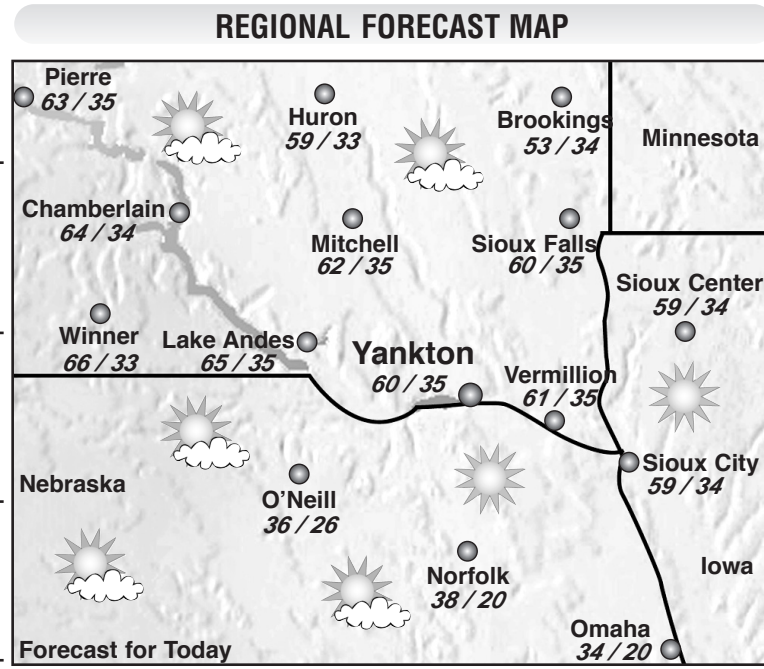 REGIONAL FORECAST MAP
Pierre
63 / 35
Huron
59 / 33
Brookings
53 / 34
Minnesota
Chamberlain
64 / 34
Mitchell
62 / 35
Sioux Falls
60 / 35
Sioux Center
59 / 34
Winner
66 / 33
Lake Andes
65 / 35
Yankton
60 / 35
Vermillion
61 / 35
Nebraska
O'Neill
36 / 26
Sioux City
59 / 34
Norfolk
38 / 20
Iowa
Omaha
34 / 20
Forecast for Today